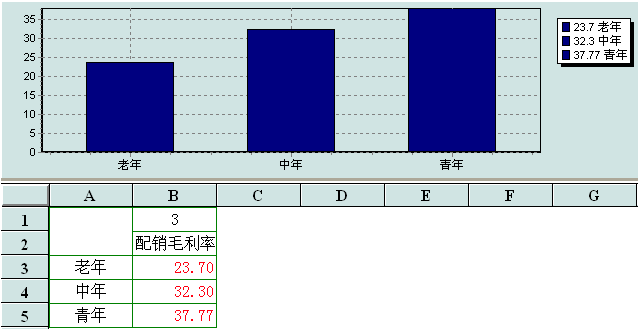 35
30
25
20
15
10
5
0
老年 中年 青年
23.7 老年
32.3 中年
37.77 青年
A B C D E F G
1 3
2 配销毛利率
3 老年 23.70
4 中年 32.30
5 青年 37.77